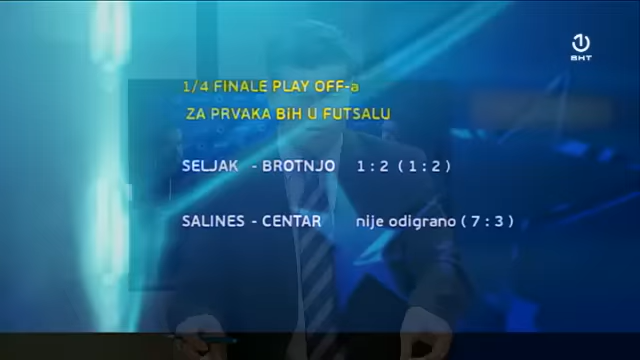 1
BHT
1/4 FINALE PLAY OFF-a
ZA PRVAKA BiH U FUTSALU
SELJAK - BROTNJO 1:2 (1:2)
SALINES - CENTAR nije odigrano (7:3)